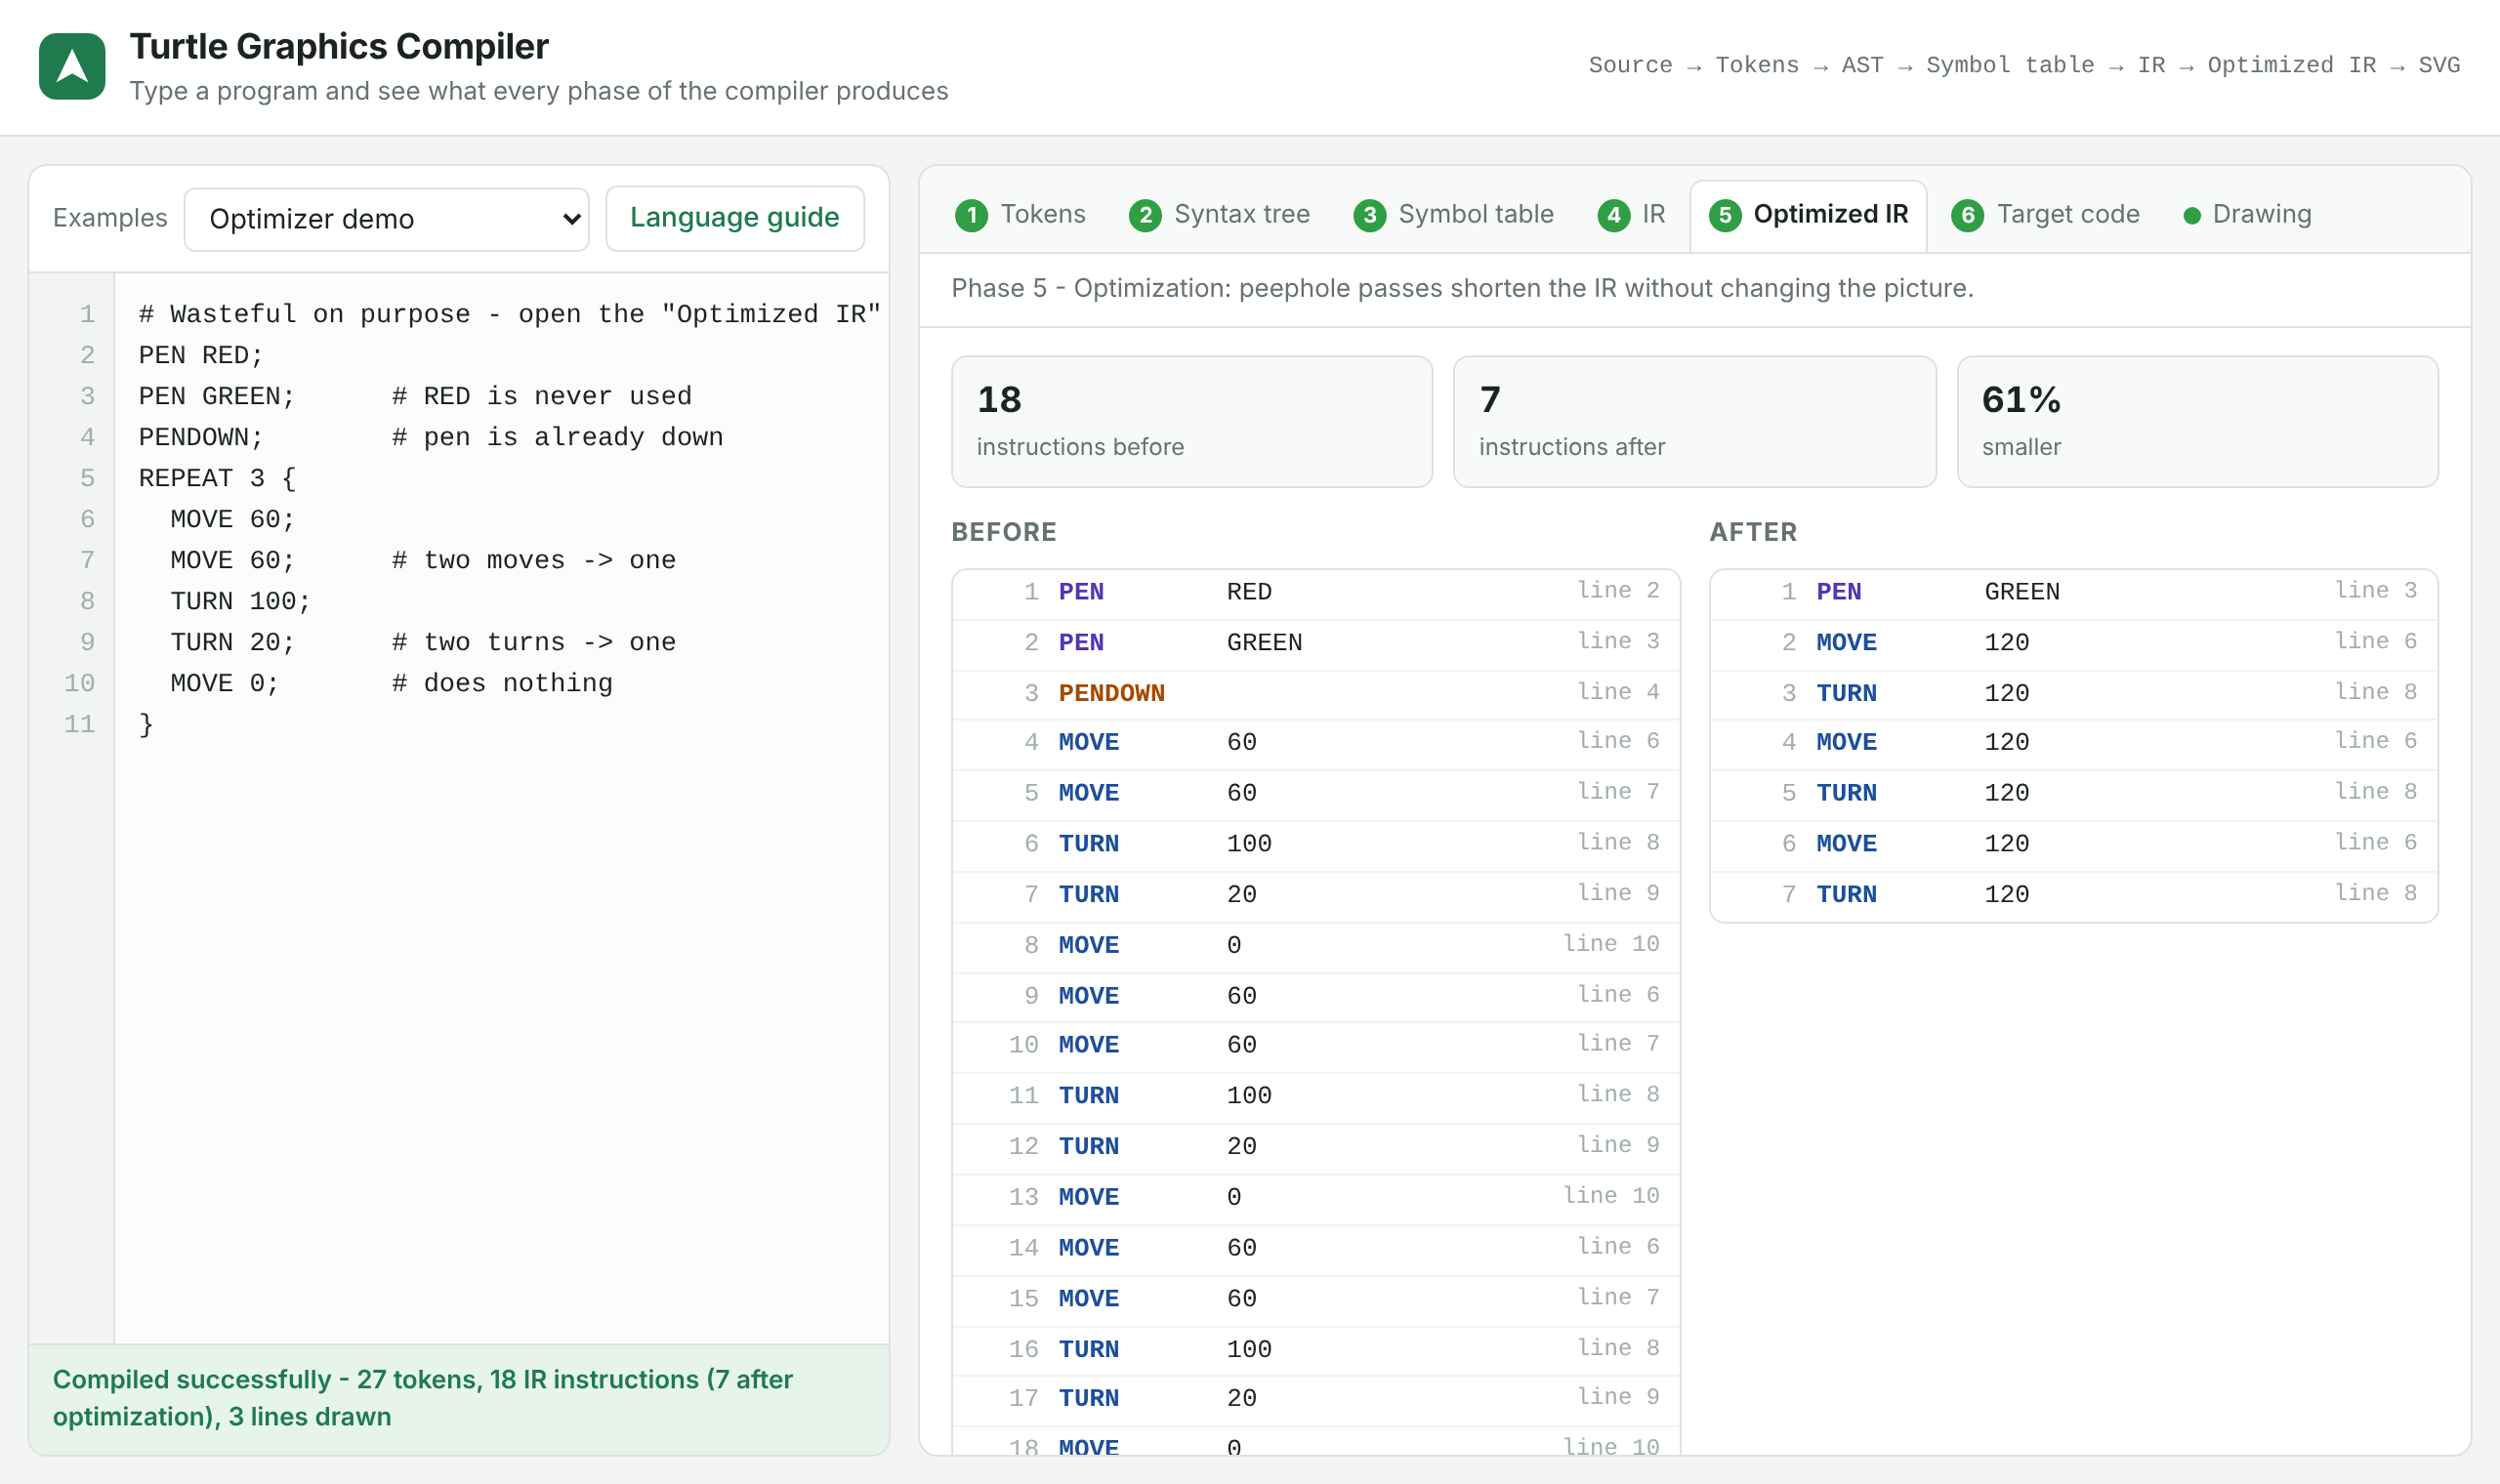 Turtle Graphics Compiler
Type a program and see what every phase of the compiler produces
Source → Tokens → AST → Symbol table → IR → Optimized IR → SVG
Examples Optimizer demo Language guide
1 # Wasteful on purpose - open the "Optimized IR"
2 PEN RED;
3 PEN GREEN; # RED is never used
4 PENDOWN; # pen is already down
5 REPEAT 3 {
6 MOVE 60;
7 MOVE 60; # two moves -> one
8 TURN 100;
9 TURN 20; # two turns -> one
10 MOVE 0; # does nothing
11 }
Compiled successfully - 27 tokens, 18 IR instructions (7 after
optimization), 3 lines drawn
1 Tokens 2 Syntax tree 3 Symbol table 4 IR 5 Optimized IR 6 Target code Drawing
Phase 5 - Optimization: peephole passes shorten the IR without changing the picture.
18
instructions before
7
instructions after
61%
smaller
BEFORE
1 PEN RED line 2
2 PEN GREEN line 3
3 PENDOWN line 4
4 MOVE 60 line 6
5 MOVE 60 line 7
6 TURN 100 line 8
7 TURN 20 line 9
8 MOVE 0 line 10
9 MOVE 60 line 6
10 MOVE 60 line 7
11 TURN 100 line 8
12 TURN 20 line 9
13 MOVE 0 line 10
14 MOVE 60 line 6
15 MOVE 60 line 7
16 TURN 100 line 8
17 TURN 20 line 9
18 MOVE 0 line 10
AFTER
1 PEN GREEN line 3
2 MOVE 120 line 6
3 TURN 120 line 8
4 MOVE 120 line 6
5 TURN 120 line 8
6 MOVE 120 line 6
7 TURN 120 line 8